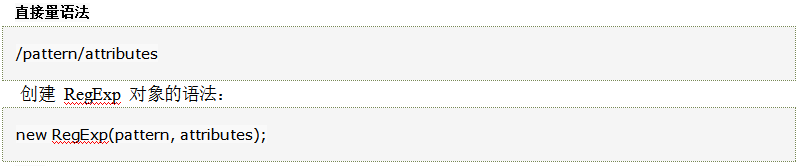 直接量语法
/pattern/attributes
创建 RegExp 对象的语法：
new RegExp(pattern, attributes);